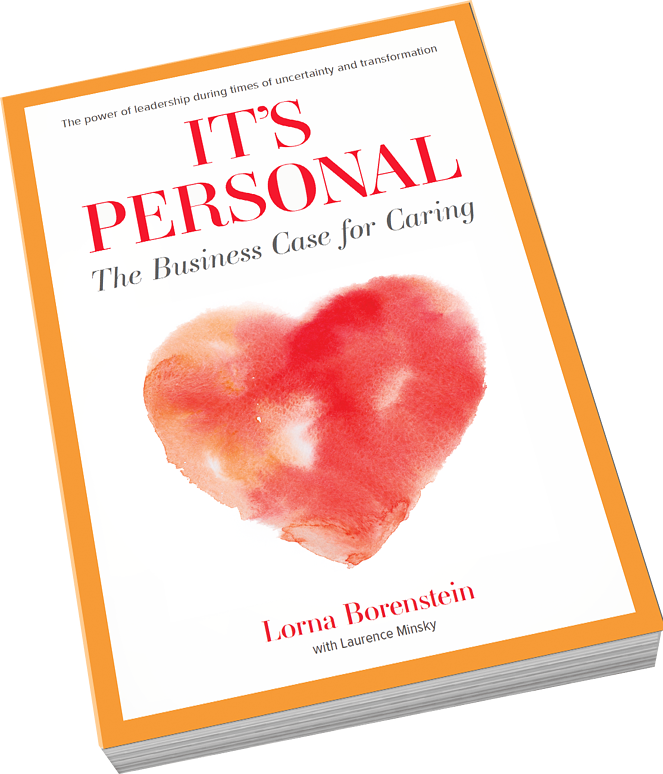 The power of leadership during times of uncertainty and transformation
IT'S
PERSONAL
The Business Case for Caring
Lorna Borenstein
with Laurence Minsky